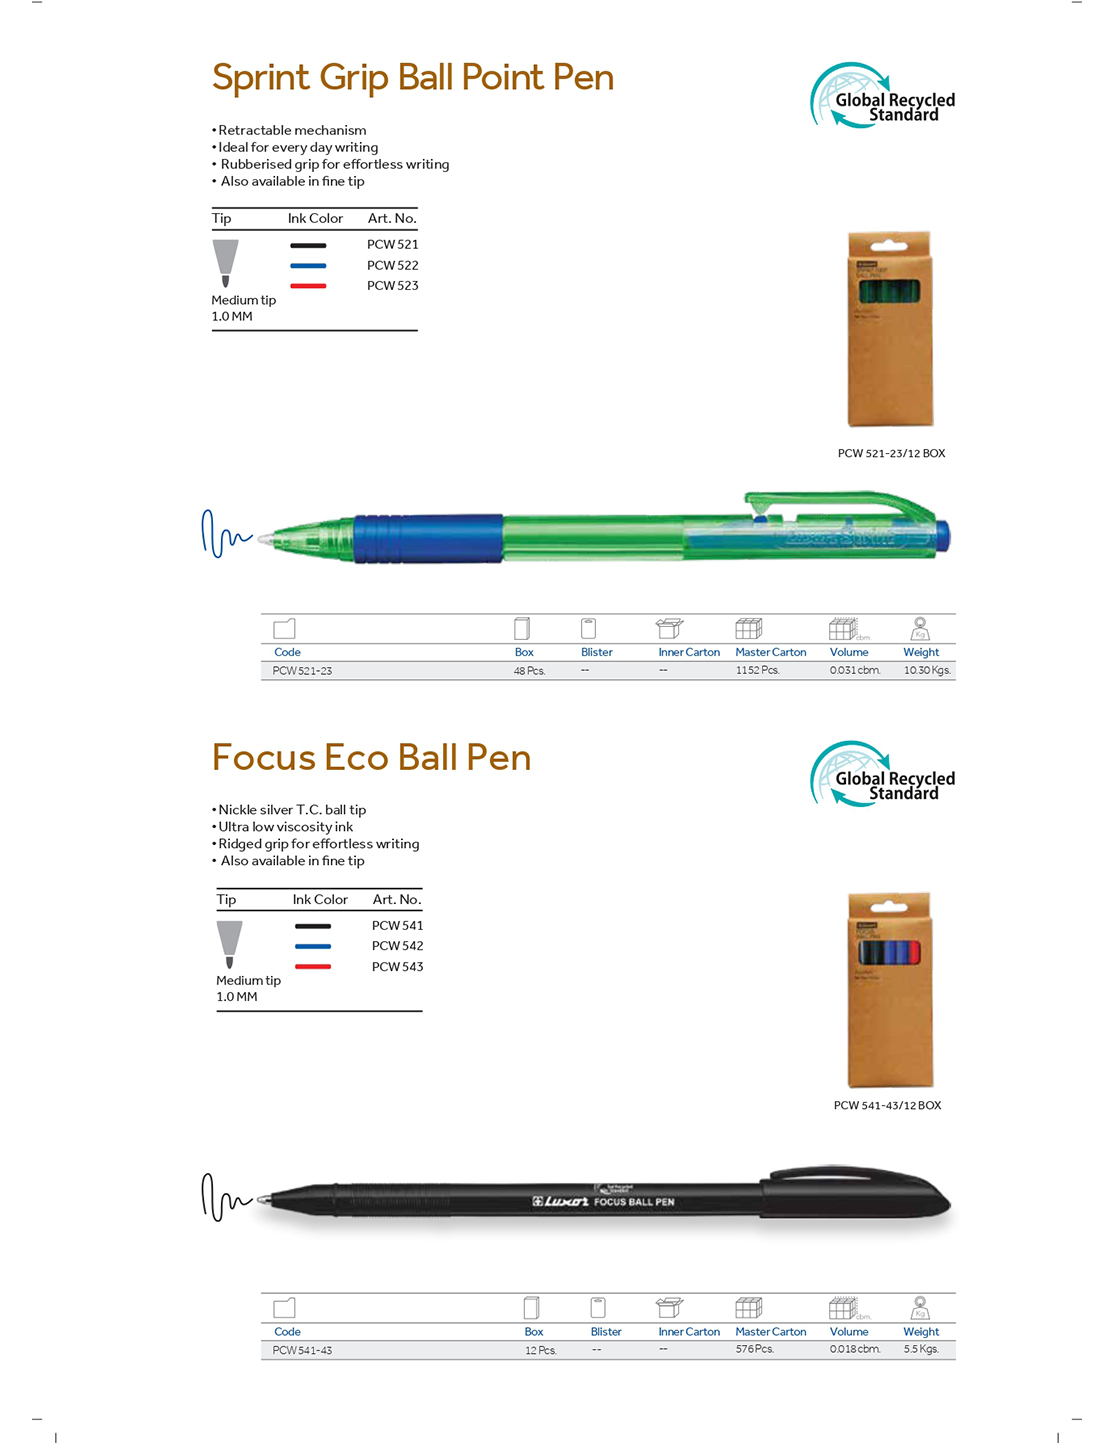 Sprint Grip Ball Point Pen
Global Recycled
Standard
• Retractable mechanism
• Ideal for every day writing
• Rubberised grip for effortless writing
• Also available in fine tip
Tip Ink Color Art. No.
PCW 521
PCW 522
PCW 523
Medium tip
1.0 MM
PCW 521-23/12 BOX
cbm.
Kg
Code Box Blister Inner Carton Master Carton Volume Weight
PCW 521-23 48 Pcs. -- -- 1152 Pcs. 0.031 cbm. 10.30 Kgs.
Focus Eco Ball Pen
Global Recycled
Standard
• Nickle silver T.C. ball tip
• Ultra low viscosity ink
• Ridged grip for effortless writing
• Also available in fine tip
Tip Ink Color Art. No.
PCW 541
PCW 542
PCW 543
Medium tip
1.0 MM
PCW 541-43/12 BOX
Luxor FOCUS BALL PEN
cbm.
Kg
Code Box Blister Inner Carton Master Carton Volume Weight
PCW 541-43 12 Pcs. -- -- 576 Pcs. 0.018 cbm. 5.5 Kgs.